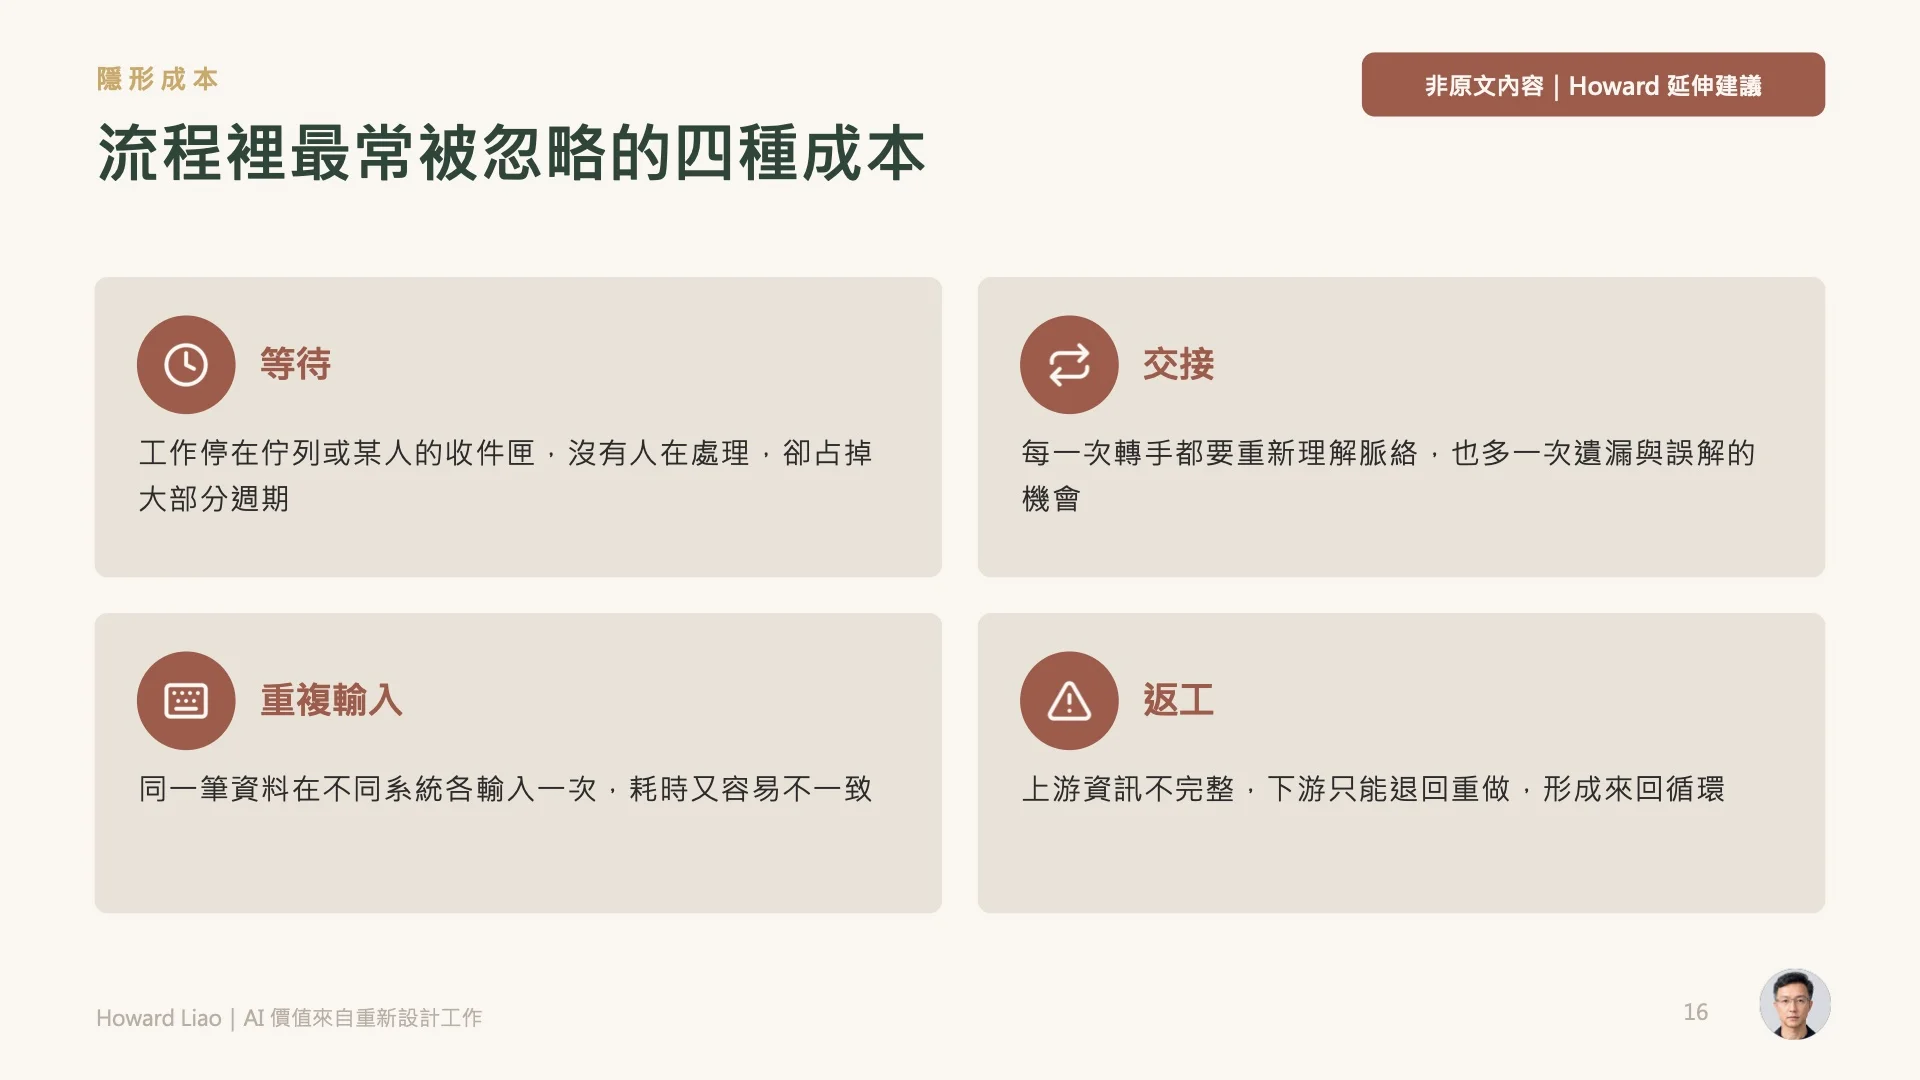 隱形成本
非原文內容｜Howard 延伸建議
流程裡最常被忽略的四種成本
等待
工作停在佇列或某人的收件匣，沒有人在處理，卻占掉
大部分週期
交接
每一次轉手都要重新理解脈絡，也多一次遺漏與誤解的
機會
重複輸入
同一筆資料在不同系統各輸入一次，耗時又容易不一致
返工
上游資訊不完整，下游只能退回重做，形成來回循環
Howard Liao｜AI 價值來自重新設計工作
16